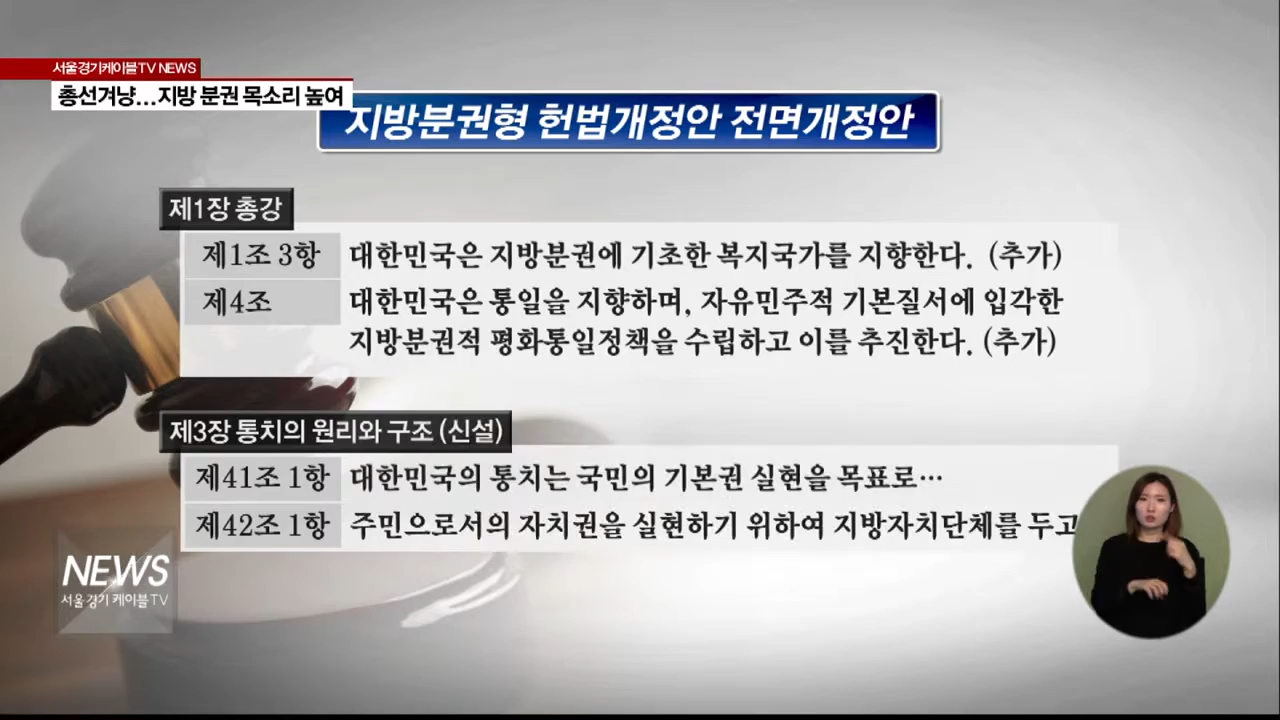 서울경기케이블TV NEWS
총선겨냥...지방 분권 목소리 높여
지방분권형 헌법개정안 전면개정안
제1장 총강
제1조 3항 대한민국은 지방분권에 기초한 복지국가를 지향한다. (추가)
제4조 대한민국은 통일을 지향하며, 자유민주적 기본질서에 입각한
지방분권적 평화통일정책을 수립하고 이를 추진한다. (추가)
제3장 통치의 원리와 구조 (신설)
제41조 1항 대한민국의 통치는 국민의 기본권 실현을 목표로…
제42조 1항 주민으로서의 자치권을 실현하기 위하여 지방자치단체를 두고
NEWS
서울경기 케이블TV